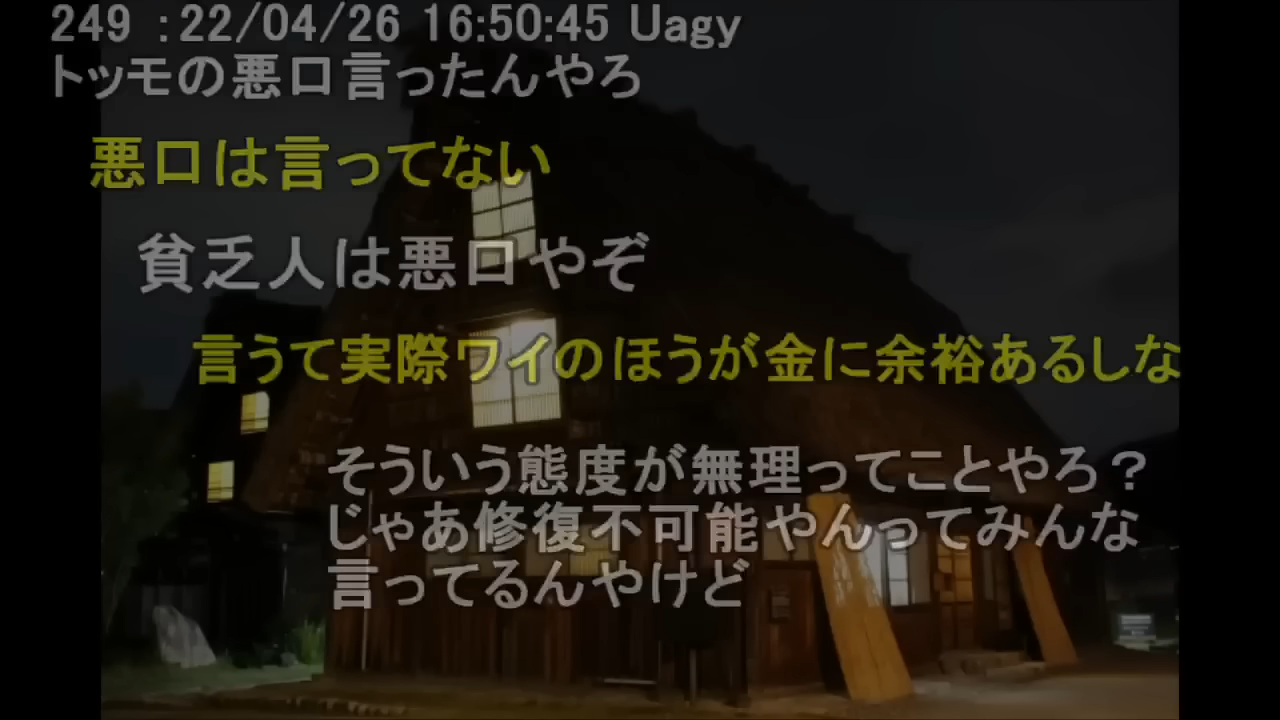 249 :22/04/26 16:50:45 Uagy
トッモの悪口言ったんやろ
悪口は言ってない
貧乏人は悪口やぞ
言うて実際ワイのほうが金に余裕あるしな
そういう態度が無理ってことやろ？
じゃあ修復不可能やんってみんな
言ってるんやけど